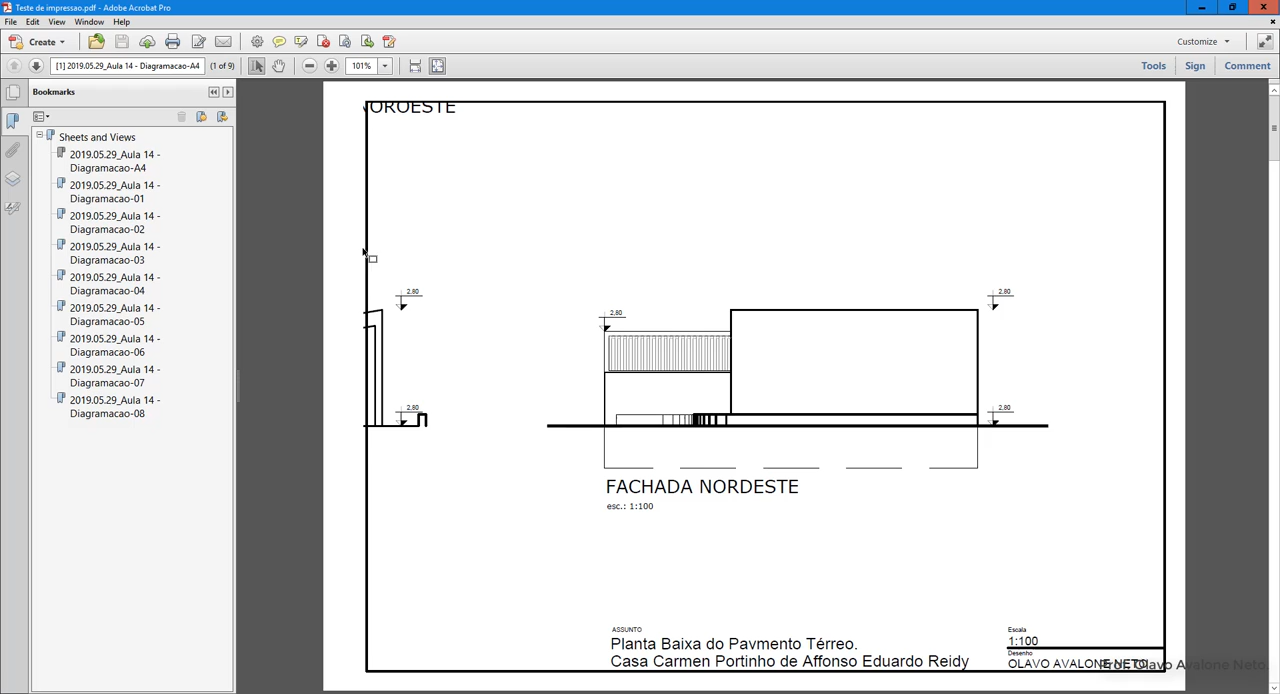 Teste de impressao.pdf - Adobe Acrobat Pro
File Edit View Window Help
Create
Customize
[1] 2019.05.29_Aula 14 - Diagramacao-A4
(1 of 9)
101%
Tools
Sign
Comment
Bookmarks
Sheets and Views
2019.05.29_Aula 14 -
Diagramacao-A4
2019.05.29_Aula 14 -
Diagramacao-01
2019.05.29_Aula 14 -
Diagramacao-02
2019.05.29_Aula 14 -
Diagramacao-03
2019.05.29_Aula 14 -
Diagramacao-04
2019.05.29_Aula 14 -
Diagramacao-05
2019.05.29_Aula 14 -
Diagramacao-06
2019.05.29_Aula 14 -
Diagramacao-07
2019.05.29_Aula 14 -
Diagramacao-08
OROESTE
2,80
2,80
2,80
2,80
2,80
FACHADA NORDESTE
esc.: 1:100
ASSUNTO
Planta Baixa do Pavmento Térreo.
Casa Carmen Portinho de Affonso Eduardo Reidy
Escala
1:100
Desenho
OLAVO AVALONE NETO
Prof. Olavo Avalone Neto